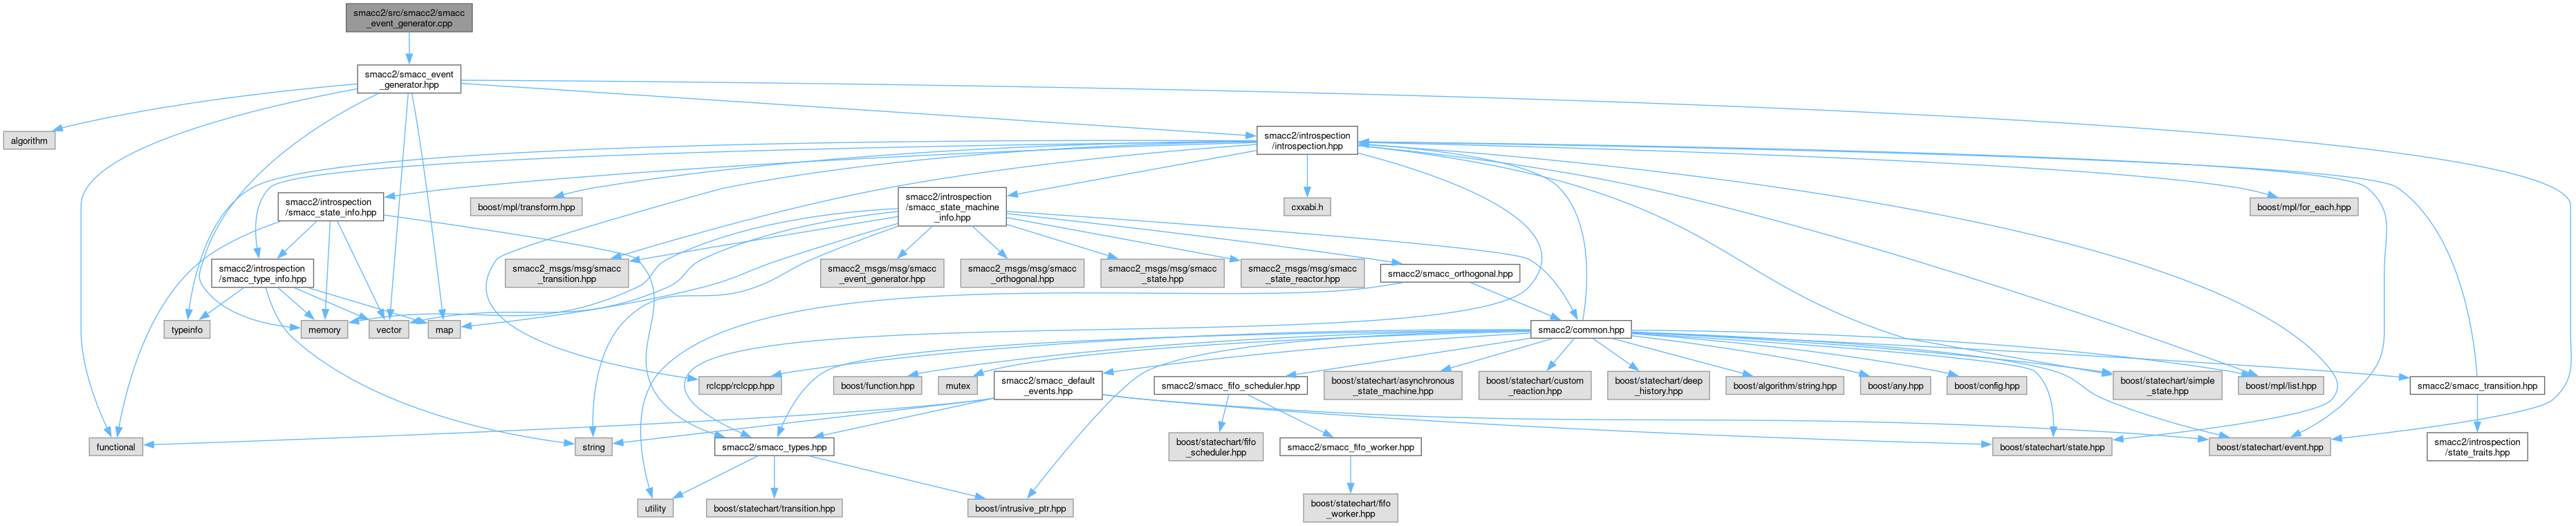 smacc2/src/smacc2/smacc
_event_generator.cpp
smacc2/smacc_event
_generator.hpp
algorithm
smacc2/introspection
/introspection.hpp
smacc2/introspection
/smacc_state_info.hpp
boost/mpl/transform.hpp
smacc2/introspection
/smacc_state_machine
_info.hpp
cxxabi.h
boost/mpl/for_each.hpp
smacc2/introspection
/smacc_type_info.hpp
smacc2_msgs/msg/smacc
_transition.hpp
smacc2_msgs/msg/smacc
_event_generator.hpp
smacc2_msgs/msg/smacc
_orthogonal.hpp
smacc2_msgs/msg/smacc
_state.hpp
smacc2_msgs/msg/smacc
_state_reactor.hpp
smacc2/smacc_orthogonal.hpp
typeinfo
memory
vector
map
smacc2/common.hpp
rclcpp/rclcpp.hpp
boost/function.hpp
mutex
smacc2/smacc_default
_events.hpp
smacc2/smacc_fifo_scheduler.hpp
boost/statechart/asynchronous
_state_machine.hpp
boost/statechart/custom
_reaction.hpp
boost/statechart/deep
_history.hpp
boost/algorithm/string.hpp
boost/any.hpp
boost/config.hpp
boost/statechart/simple
_state.hpp
boost/mpl/list.hpp
smacc2/smacc_transition.hpp
functional
string
smacc2/smacc_types.hpp
boost/statechart/fifo
_scheduler.hpp
smacc2/smacc_fifo_worker.hpp
boost/statechart/state.hpp
boost/statechart/event.hpp
smacc2/introspection
/state_traits.hpp
utility
boost/statechart/transition.hpp
boost/intrusive_ptr.hpp
boost/statechart/fifo
_worker.hpp